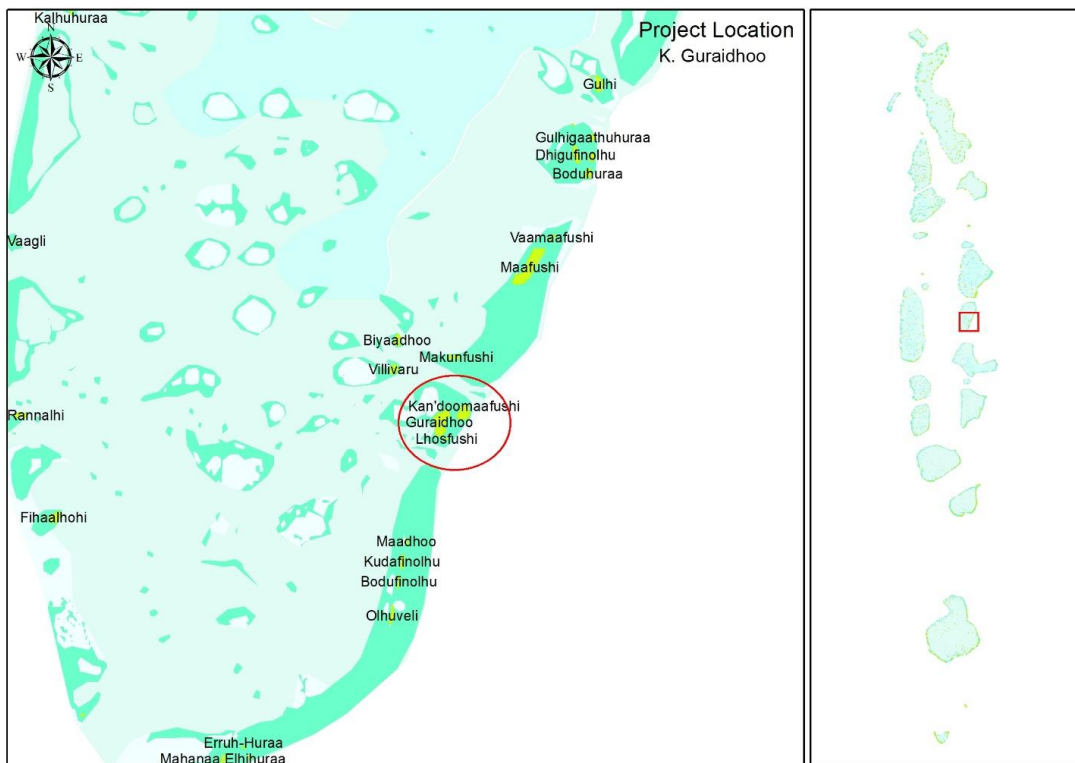 Project Location
K. Guraidhoo
Kalhuhuraa
N
W E
S
Gulhi
Gulhigaathuhuraa
Dhigufinolhu
Boduhuraa
Vaamaafushi
Vaagli
Maafushi
Biyaadhoo
Makunfushi
Villivaru
Kan'doomaafushi
Rannalhi
Guraidhoo
Lhosfushi
Fihaalhohi
Maadhoo
Kudafinolhu
Bodufinolhu
Olhuveli
Erruh-Huraa
Mahanaa Elhihuraa